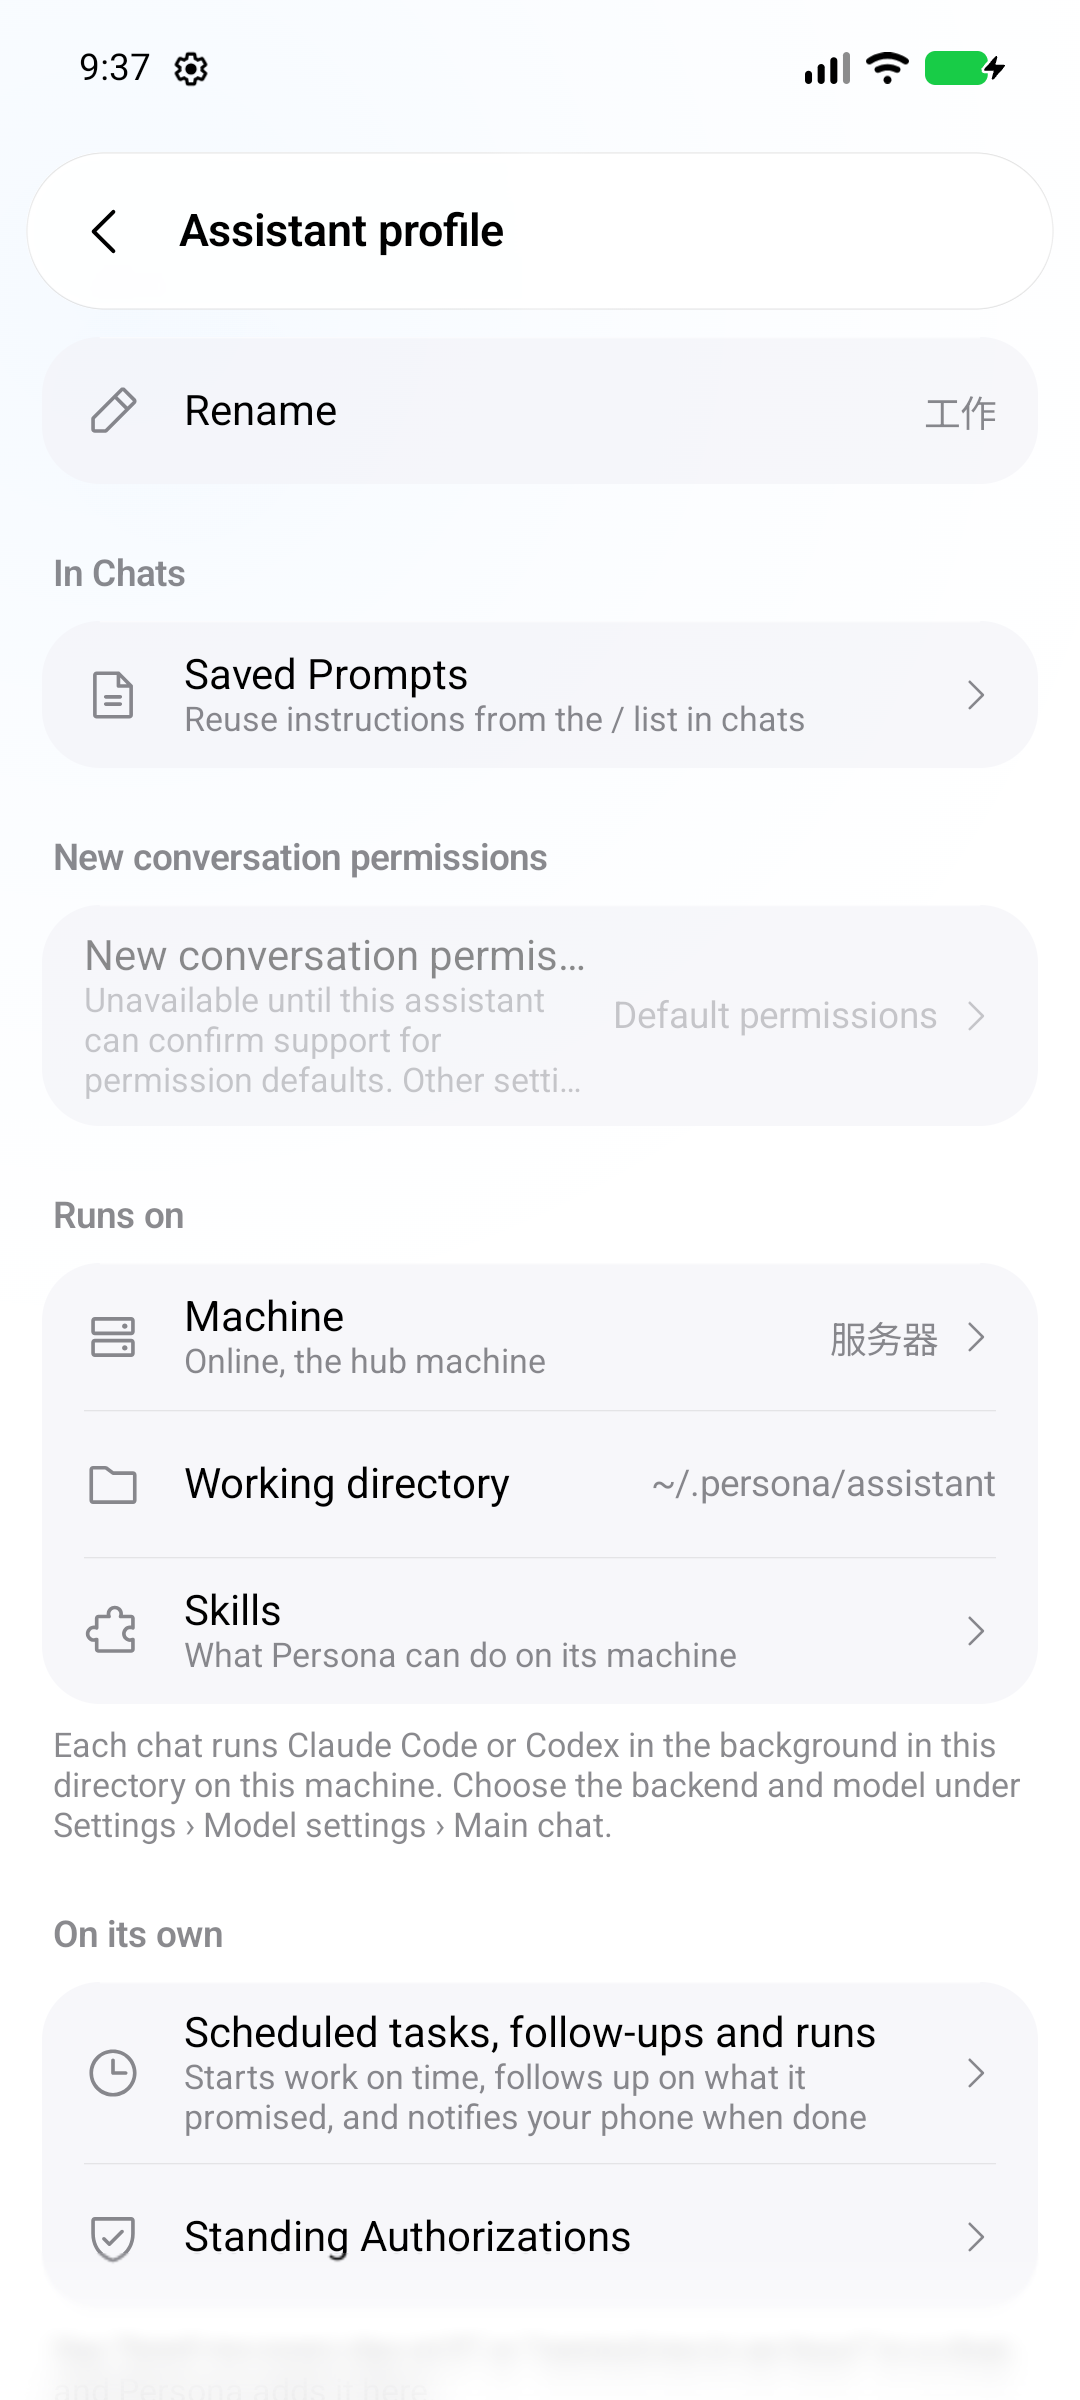 9:37
Assistant profile
Rename
工作
In Chats
Saved Prompts
Reuse instructions from the / list in chats
New conversation permissions
New conversation permis...
Unavailable until this assistant
can confirm support for
permission defaults. Other setti...
Default permissions
Runs on
Machine
Online, the hub machine
服务器
Working directory
~/.persona/assistant
Skills
What Persona can do on its machine
Each chat runs Claude Code or Codex in the background in this
directory on this machine. Choose the backend and model under
Settings › Model settings › Main chat.
On its own
Scheduled tasks, follow-ups and runs
Starts work on time, follows up on what it
promised, and notifies your phone when done
Standing Authorizations
and Persona adds it here